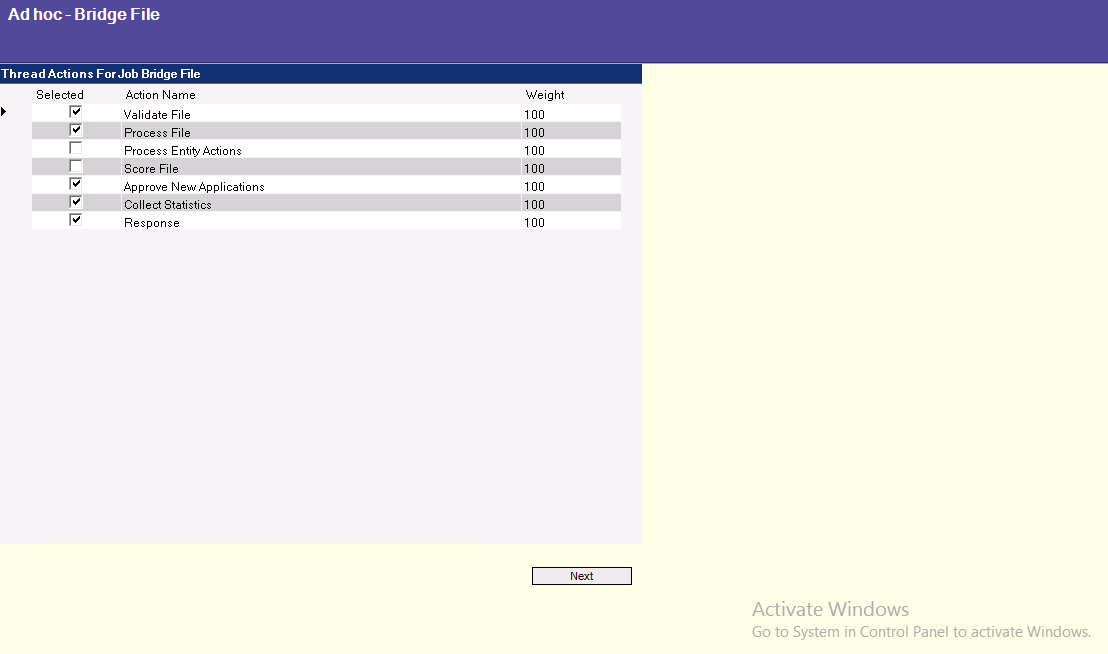 Ad hoc - Bridge File
Thread Actions For Job Bridge File
Selected Action Name Weight
Validate File 100
Process File 100
Process Entity Actions 100
Score File 100
Approve New Applications 100
Collect Statistics 100
Response 100
Next
Activate Windows
Go to System in Control Panel to activate Windows.